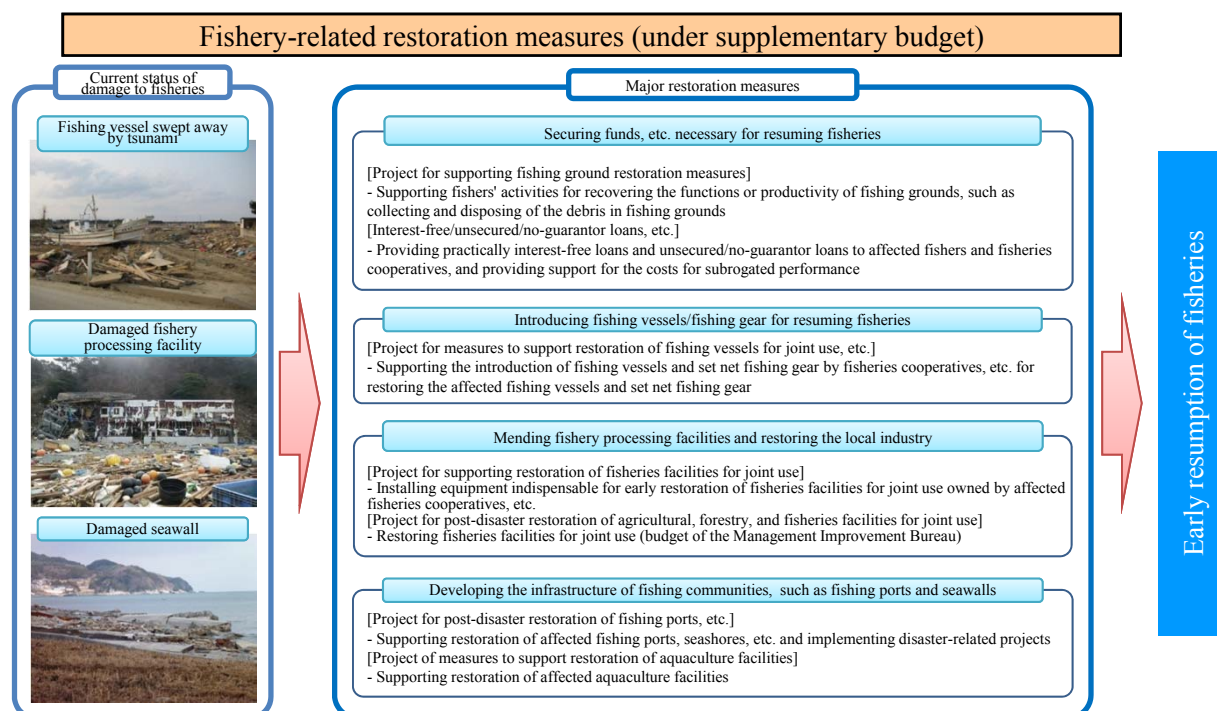 Fishery-related restoration measures (under supplementary budget)
Current status of
damage to fisheries
Fishing vessel swept away
by tsunami
Damaged fishery
processing facility
Damaged seawall
Major restoration measures
Securing funds, etc. necessary for resuming fisheries
[Project for supporting fishing ground restoration measures]
- Supporting fishers' activities for recovering the functions or productivity of fishing grounds, such as
collecting and disposing of the debris in fishing grounds
[Interest-free/unsecured/no-guarantor loans, etc.]
- Providing practically interest-free loans and unsecured/no-guarantor loans to affected fishers and fisheries
cooperatives, and providing support for the costs for subrogated performance
Introducing fishing vessels/fishing gear for resuming fisheries
[Project for measures to support restoration of fishing vessels for joint use, etc.]
- Supporting the introduction of fishing vessels and set net fishing gear by fisheries cooperatives, etc. for
restoring the affected fishing vessels and set net fishing gear
Mending fishery processing facilities and restoring the local industry
[Project for supporting restoration of fisheries facilities for joint use]
- Installing equipment indispensable for early restoration of fisheries facilities for joint use owned by affected
fisheries cooperatives, etc.
[Project for post-disaster restoration of agricultural, forestry, and fisheries facilities for joint use]
- Restoring fisheries facilities for joint use (budget of the Management Improvement Bureau)
Developing the infrastructure of fishing communities, such as fishing ports and seawalls
[Project for post-disaster restoration of fishing ports, etc.]
- Supporting restoration of affected fishing ports, seashores, etc. and implementing disaster-related projects
[Project of measures to support restoration of aquaculture facilities]
- Supporting restoration of affected aquaculture facilities
Early resumption of fisheries